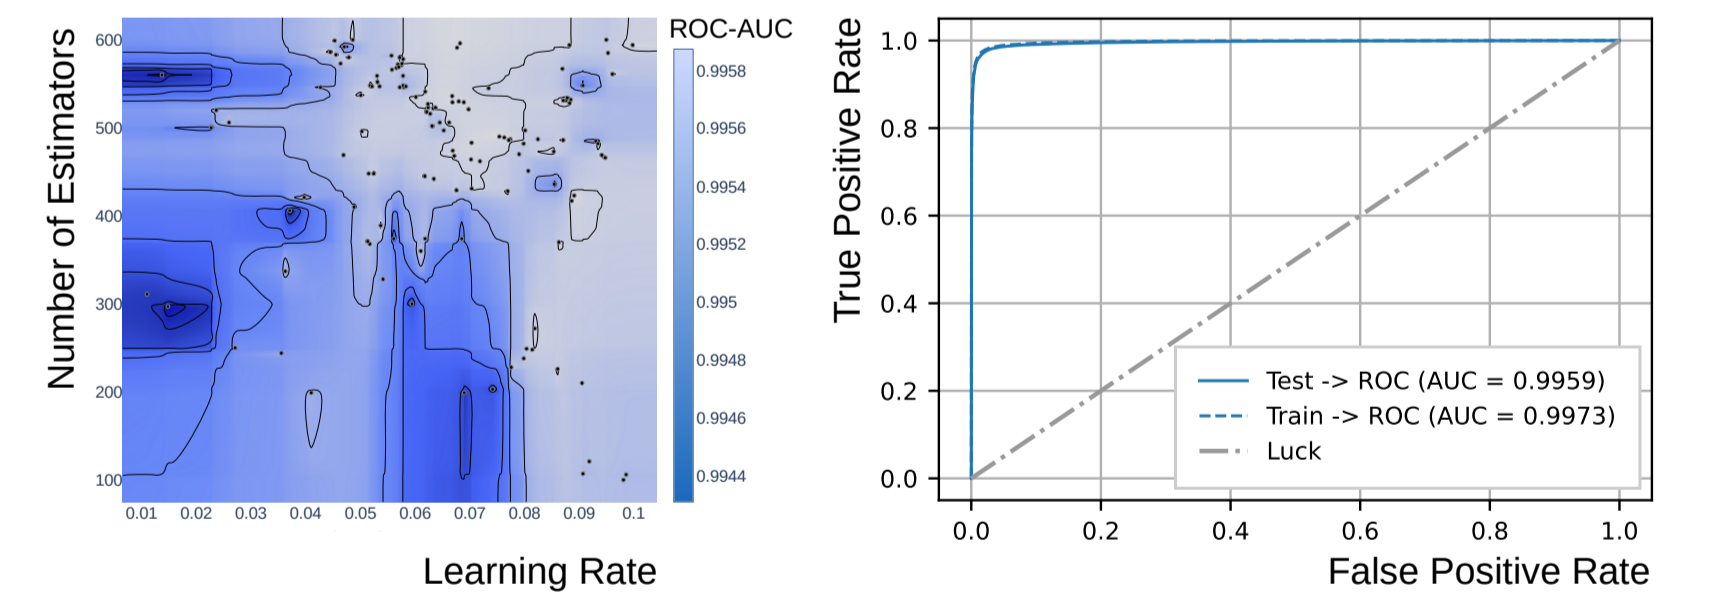 ROC-AUC
Number of Estimators
600
500
400
300
200
100
0.01 0.02 0.03 0.04 0.05 0.06 0.07 0.08 0.09 0.1
Learning Rate
0.9958
0.9956
0.9954
0.9952
0.995
0.9948
0.9946
0.9944
True Positive Rate
1.0
0.8
0.6
0.4
0.2
0.0
Test -> ROC (AUC = 0.9959)
Train -> ROC (AUC = 0.9973)
Luck
0.0 0.2 0.4 0.6 0.8 1.0
False Positive Rate